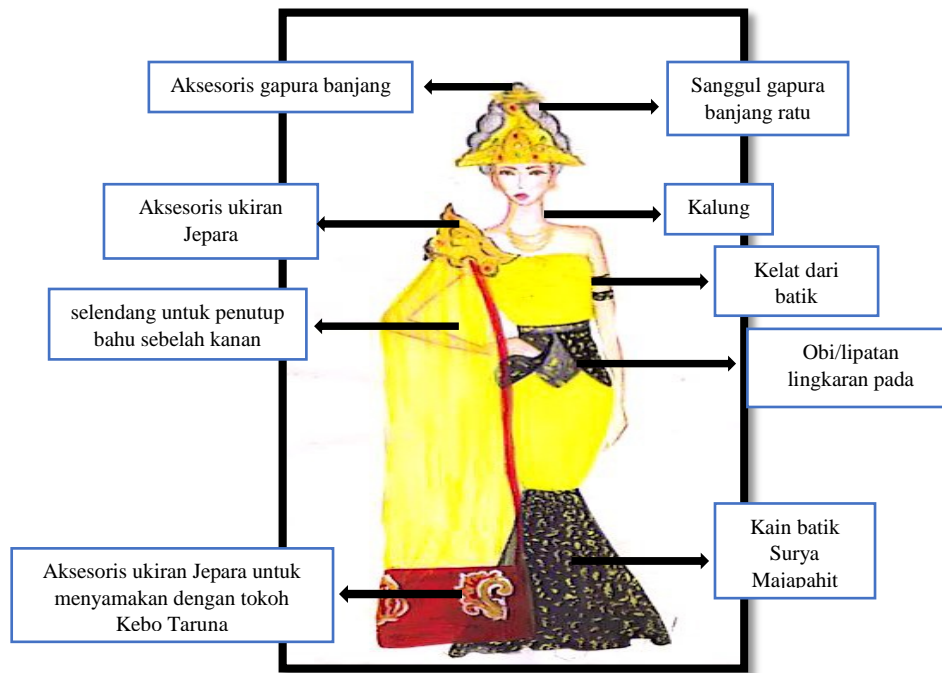 Aksesoris gapura banjang
Sanggul gapura
banjang ratu
Aksesoris ukiran
Jepara
Kalung
Kelat dari
batik
selendang untuk penutup
bahu sebelah kanan
Obi/lipatan
lingkaran pada
Kain batik
Surya
Majapahit
Aksesoris ukiran Jepara untuk
menyamakan dengan tokoh
Kebo Taruna